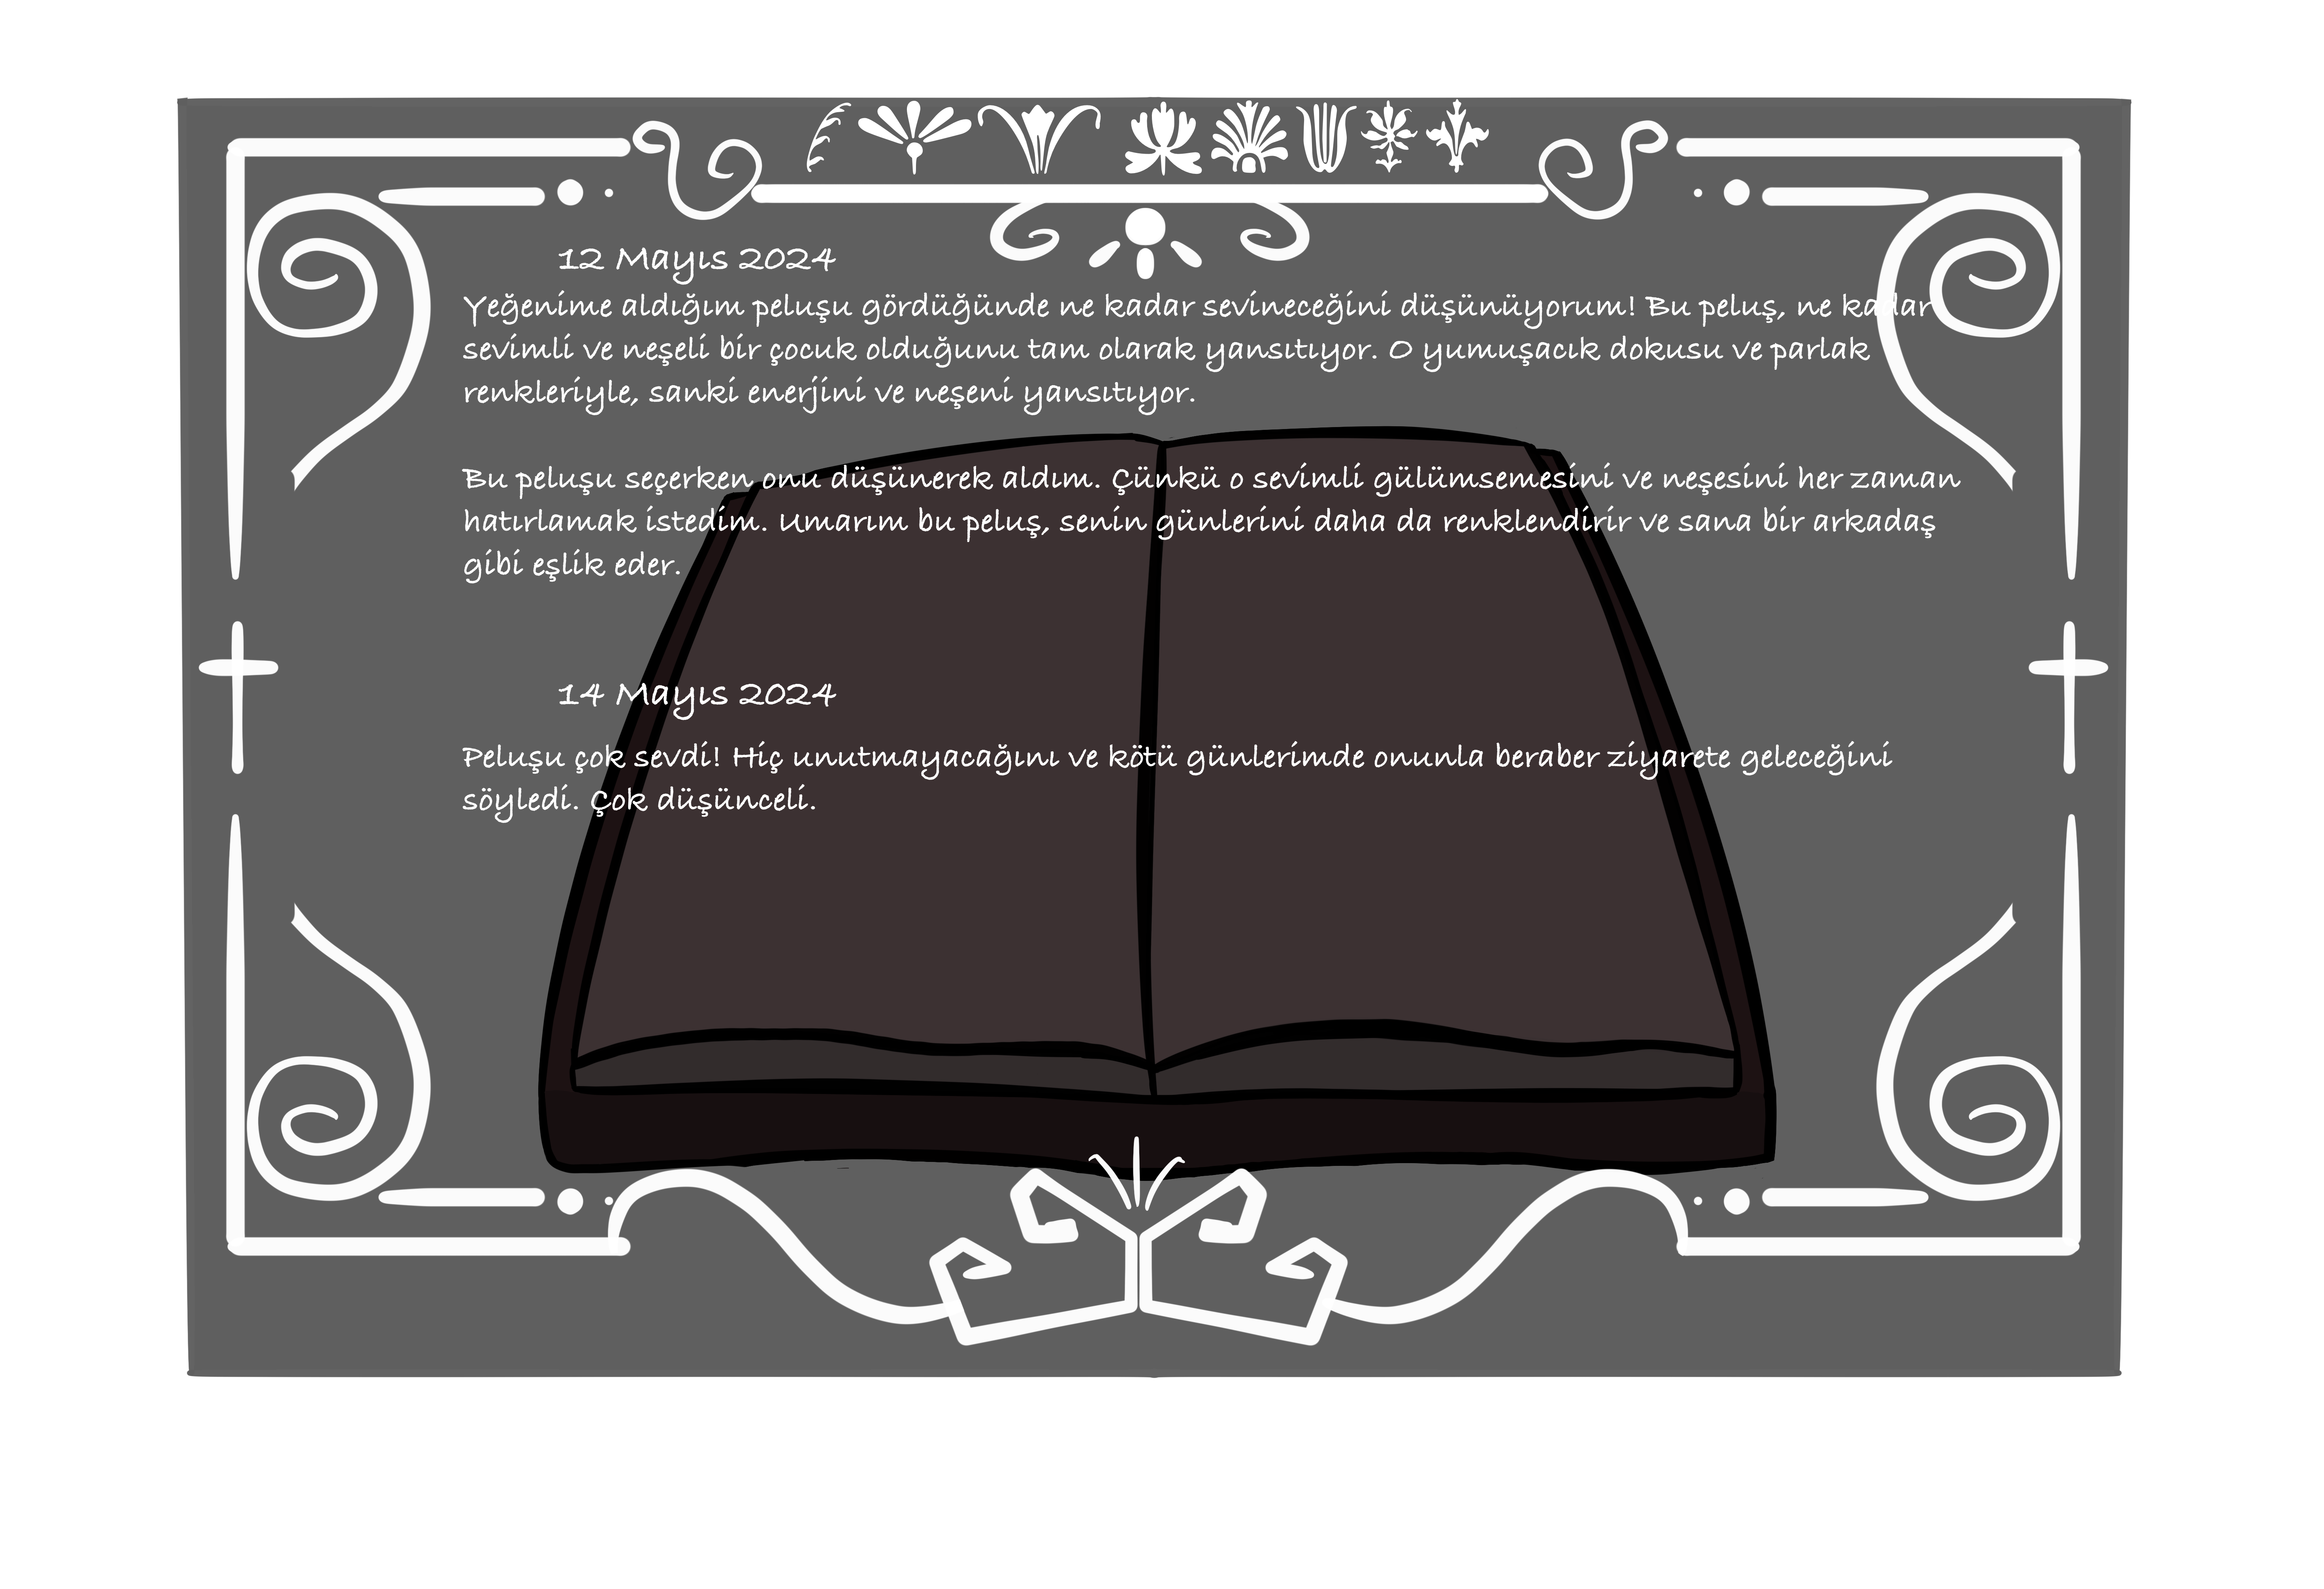 12 Mayıs 2024
Yeğenime aldığım peluşu gördüğünde ne kadar sevineceğini düşünüyorum! Bu peluş, ne kadar
sevimli ve neşeli bir çocuk olduğunu tam olarak yansıtıyor. O yumuşacık dokusu ve parlak
renkleriyle, sanki enerjini ve neşeni yansıtıyor.
Bu peluşu seçerken onu düşünerek aldım. Çünkü o sevimli gülümsemesini ve neşesini her zaman
hatırlamak istedim. Umarım bu peluş, senin günlerini daha da renklendirir ve sana bir arkadaş
gibi eşlik eder.
14 Mayıs 2024
Peluşu çok sevdi! Hiç unutmayacağını ve kötü günlerimde onunla beraber ziyarete geleceğini
söyledi. Çok düşünceli.